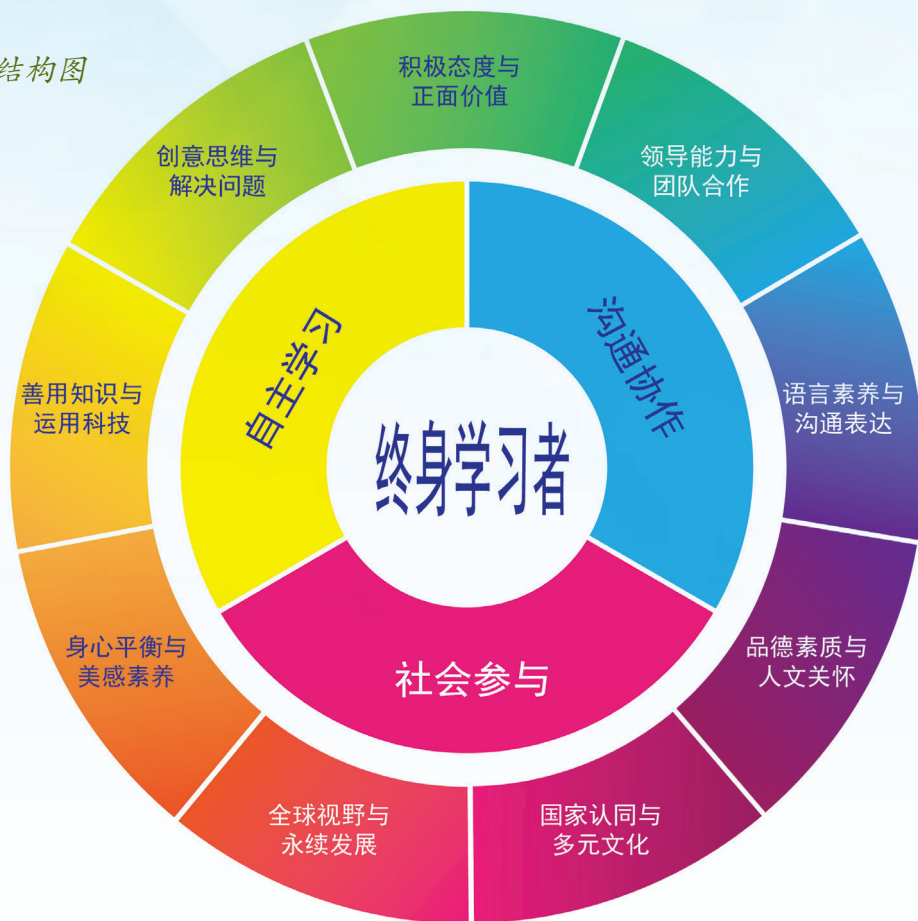 结构图
积极态度与
正面价值
领导能力与
团队合作
语言素养与
沟通表达
品德素质与
人文关怀
国家认同与
多元文化
全球视野与
永续发展
身心平衡与
美感素养
善用知识与
运用科技
创意思维与
解决问题
自主学习
沟通协作
社会参与
终身学习者